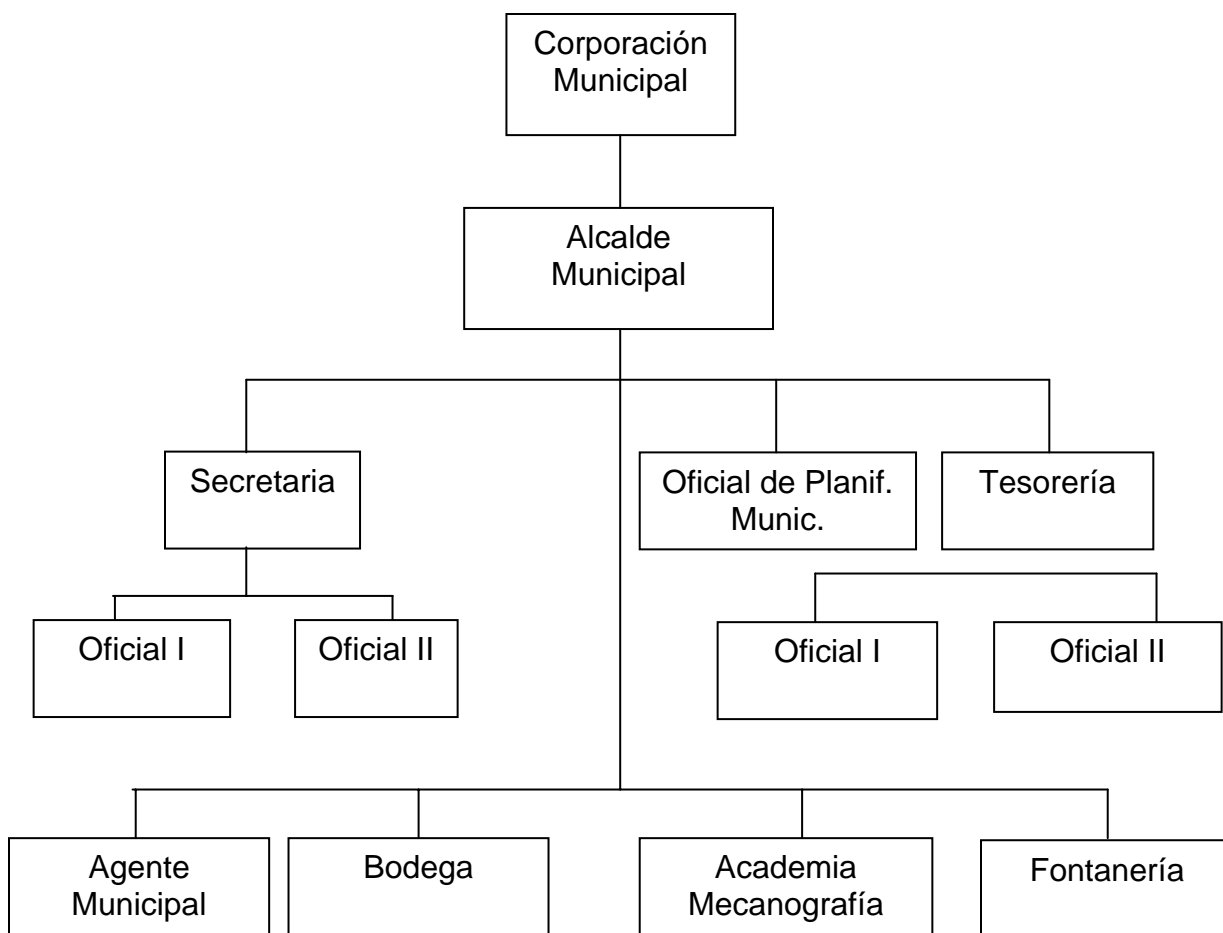 Corporación
Municipal
Alcalde
Municipal
Secretaria
Oficial de Planif.
Munic.
Tesorería
Oficial I
Oficial II
Oficial I
Oficial II
Agente
Municipal
Bodega
Academia
Mecanografía
Fontanería